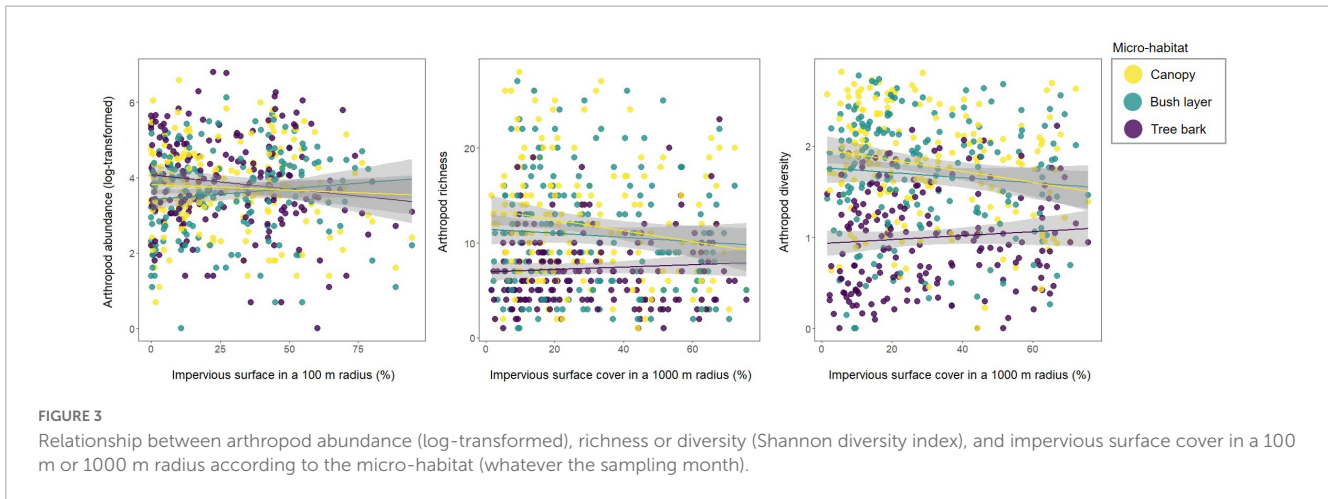 Micro-habitat
Canopy
Bush layer
Tree bark
Arthropod abundance (log-transformed)
6
4
2
0
0 25 50 75
Impervious surface in a 100 m radius (%)
Arthropod richness
20
10
0
0 20 40 60
Impervious surface cover in a 1000 m radius (%)
Arthropod diversity
2
1
0
0 20 40 60
Impervious surface cover in a 1000 m radius (%)
FIGURE 3
Relationship between arthropod abundance (log-transformed), richness or diversity (Shannon diversity index), and impervious surface cover in a 100
m or 1000 m radius according to the micro-habitat (whatever the sampling month).